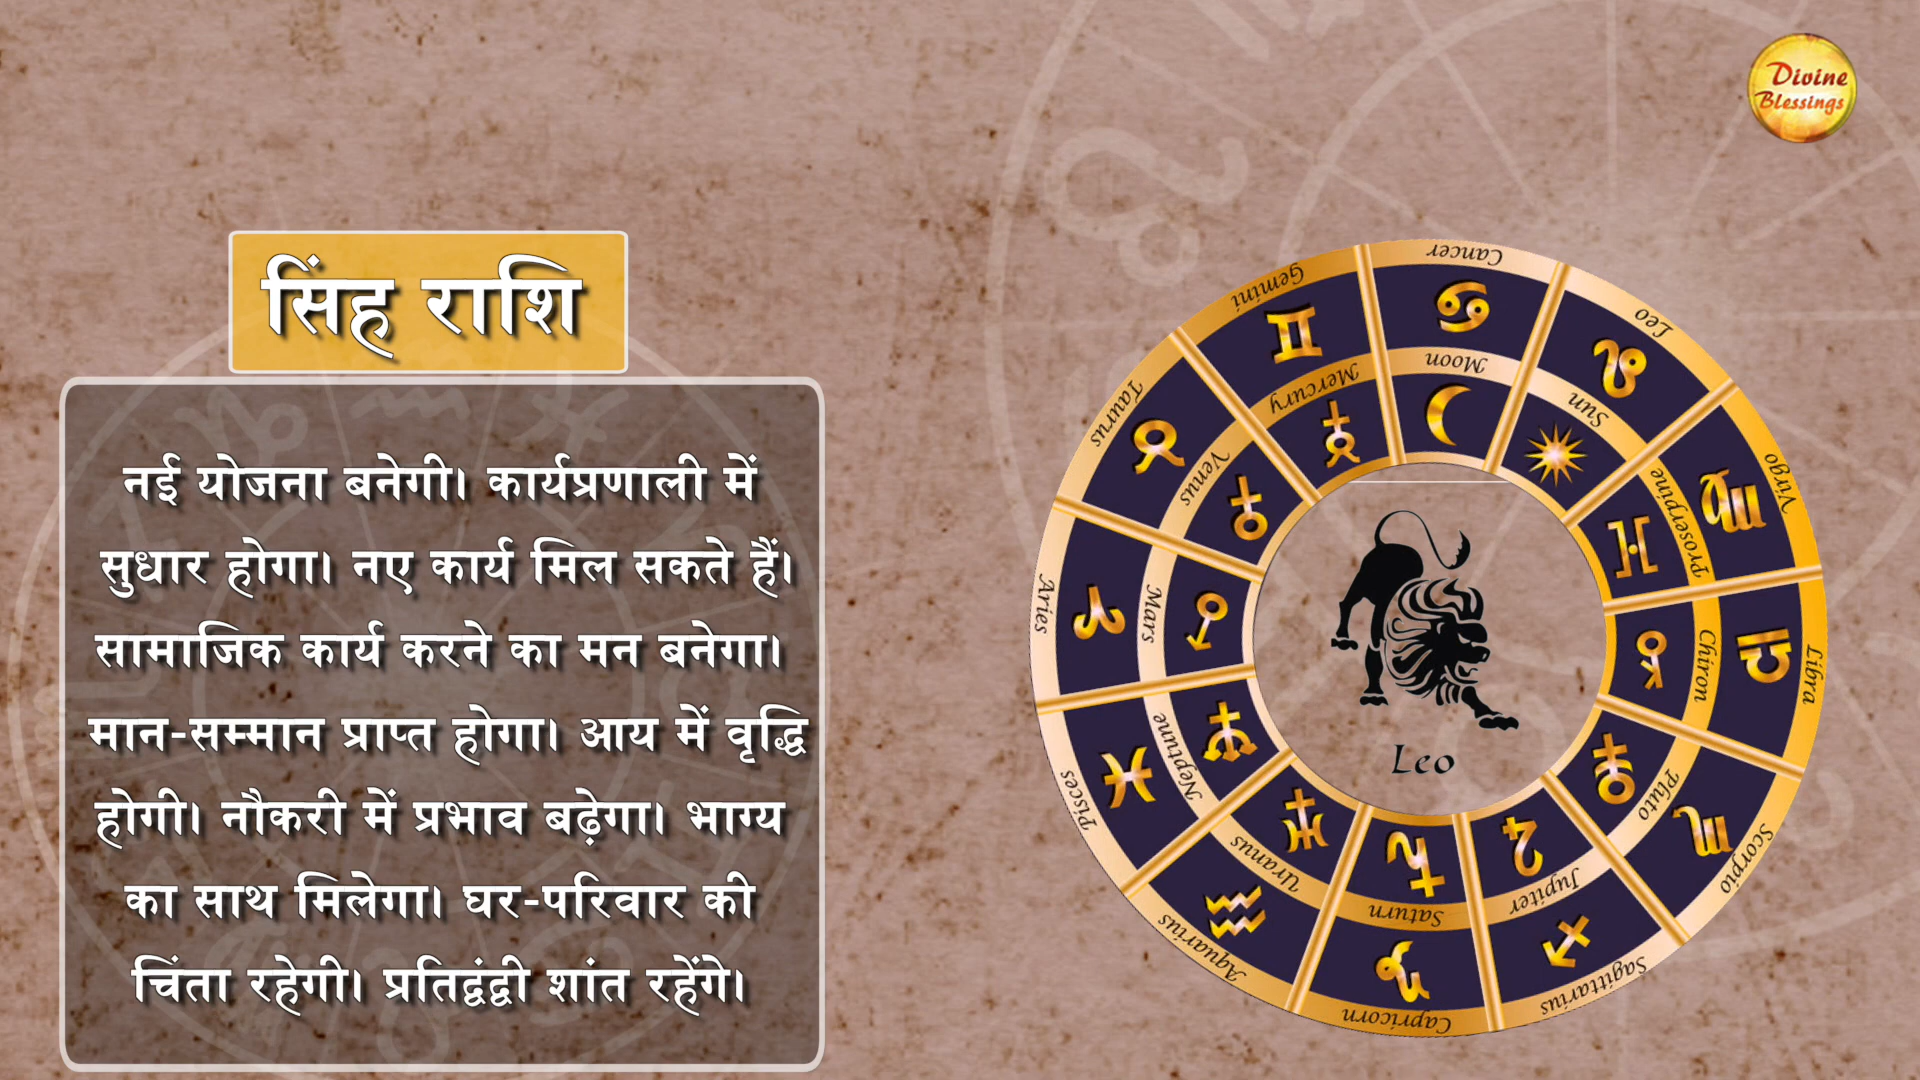 Divine
Blessings
सिंह राशि
नई योजना बनेगी। कार्यप्रणाली में
सुधार होगा। नए कार्य मिल सकते हैं।
सामाजिक कार्य करने का मन बनेगा।
मान-सम्मान प्राप्त होगा। आय में वृद्धि
होगी। नौकरी में प्रभाव बढ़ेगा। भाग्य
का साथ मिलेगा। घर-परिवार की
चिंता रहेगी। प्रतिद्वंद्वी शांत रहेंगे।
Cancer
Leo
Virgo
Libra
Scorpio
Sagittarius
Capricorn
Aquarius
Pisces
Aries
Taurus
Gemini
Moon
Sun
Proserpine
Chiron
Pluto
Jupiter
Saturn
Uranus
Neptune
Mars
Venus
Mercury
Leo